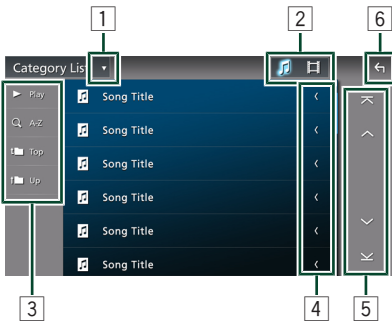 1
2
6
Category List
Play
A-Z
Top
Up
Song Title
Song Title
Song Title
Song Title
Song Title
Song Title
3
4
5